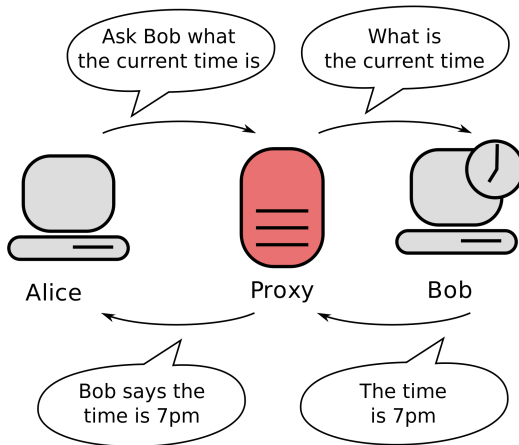 Ask Bob what
the current time is
What is
the current time
Alice
Proxy
Bob
Bob says the
time is 7pm
The time
is 7pm